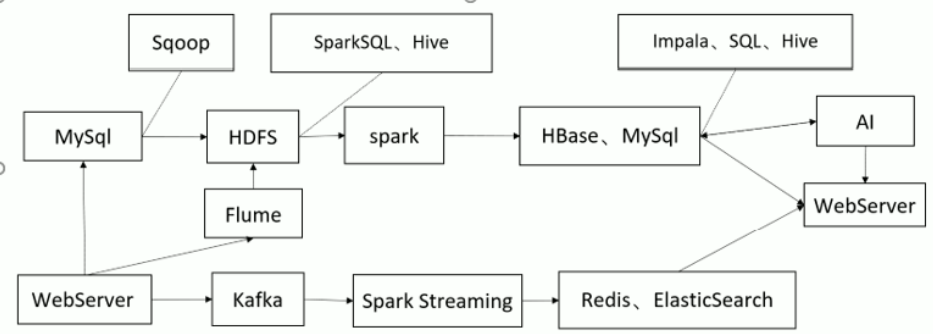 Sqoop
SparkSQL、Hive
Impala、SQL、Hive
MySql
HDFS
spark
HBase、MySql
AI
Flume
WebServer
WebServer
Kafka
Spark Streaming
Redis、ElasticSearch